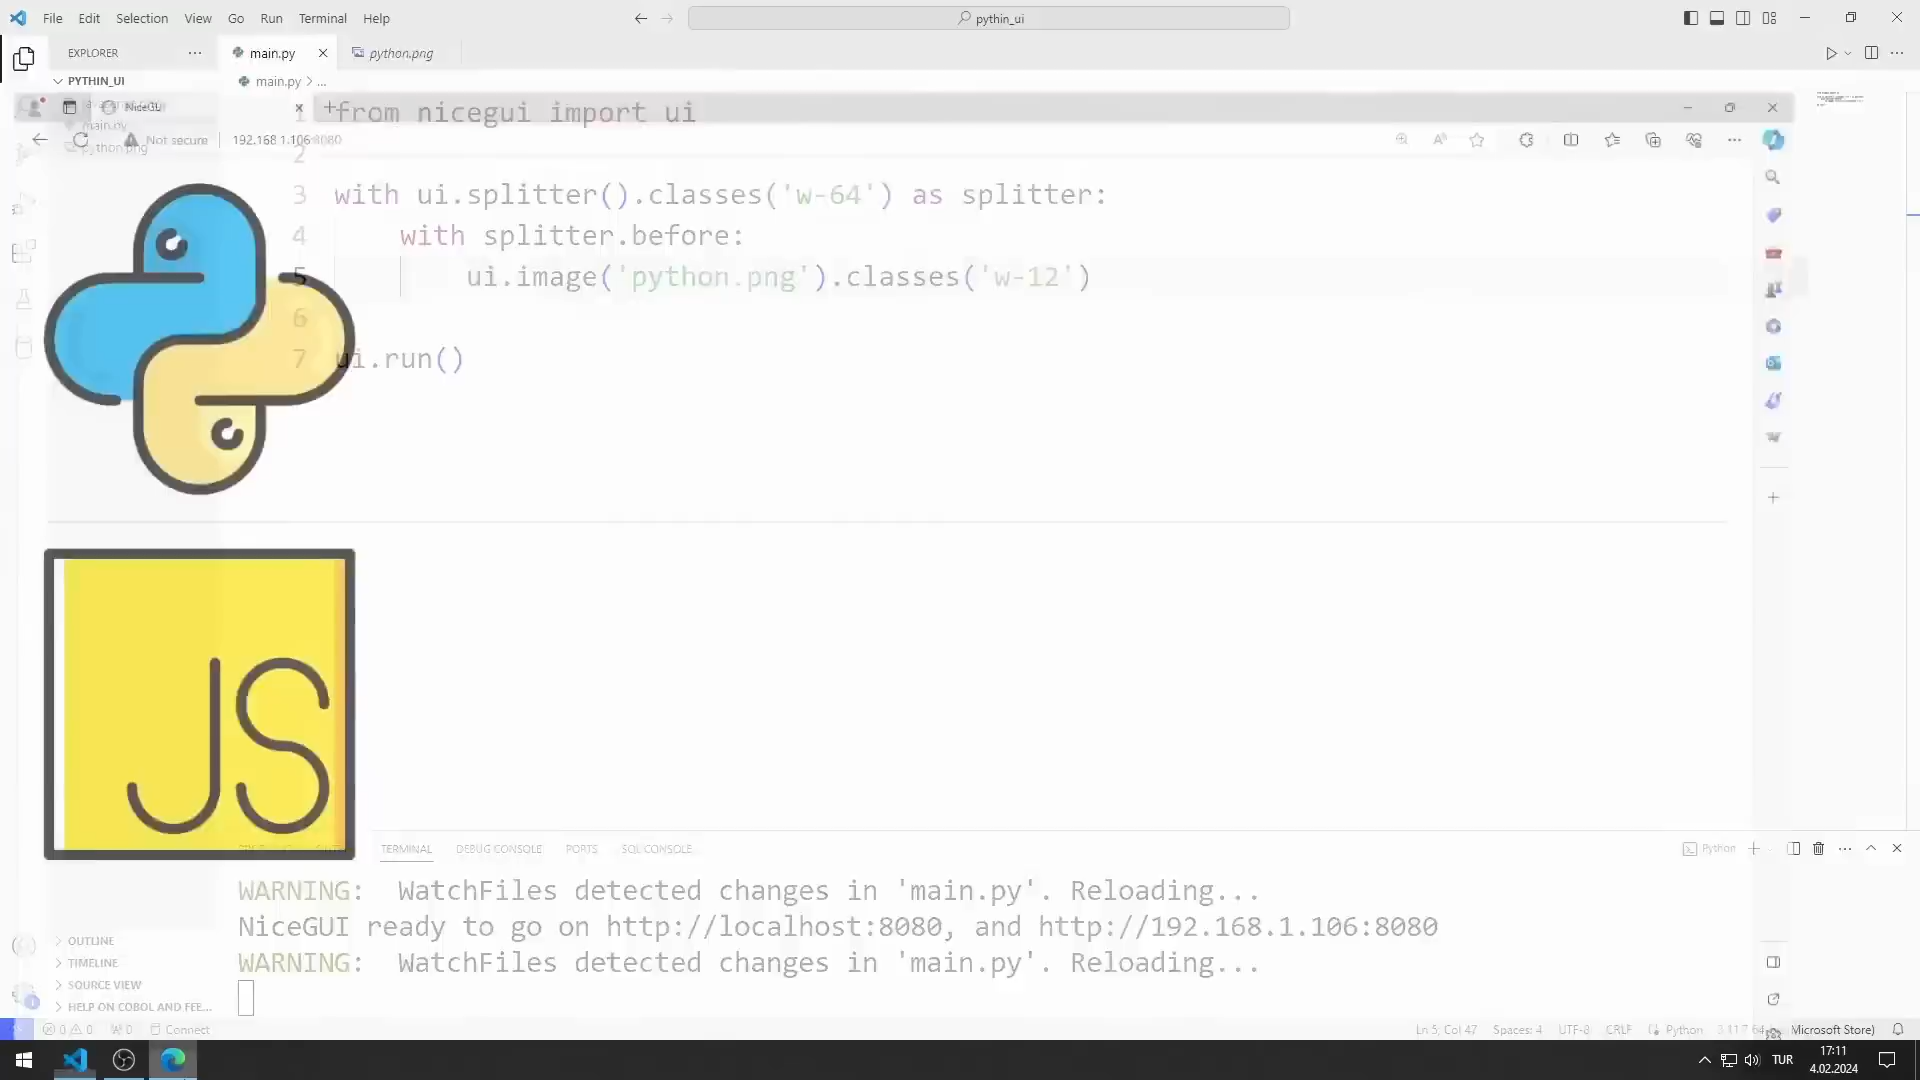 File Edit Selection View Go Run Terminal Help
pythin_ui
EXPLORER
main.py
python.png
PYTHIN_UI
main.py > ...
NiceGUI
main.py
python.png
Not secure
192.168.1.106:8080
1 from nicegui import ui
2
3 with ui.splitter().classes('w-64') as splitter:
4 with splitter.before:
5 ui.image('python.png').classes('w-12')
6
7 ui.run()
JS
TERMINAL DEBUG CONSOLE PORTS SQL CONSOLE
Python
WARNING: WatchFiles detected changes in 'main.py'. Reloading...
NiceGUI ready to go on http://localhost:8080, and http://192.168.1.106:8080
WARNING: WatchFiles detected changes in 'main.py'. Reloading...
OUTLINE
TIMELINE
SOURCE VIEW
HELP ON COBOL AND FEE...
0 0 0 Connect
Ln 5, Col 47 Spaces: 4 UTF-8 CRLF Python Microsoft Store)
TUR
17:11
4.02.2024